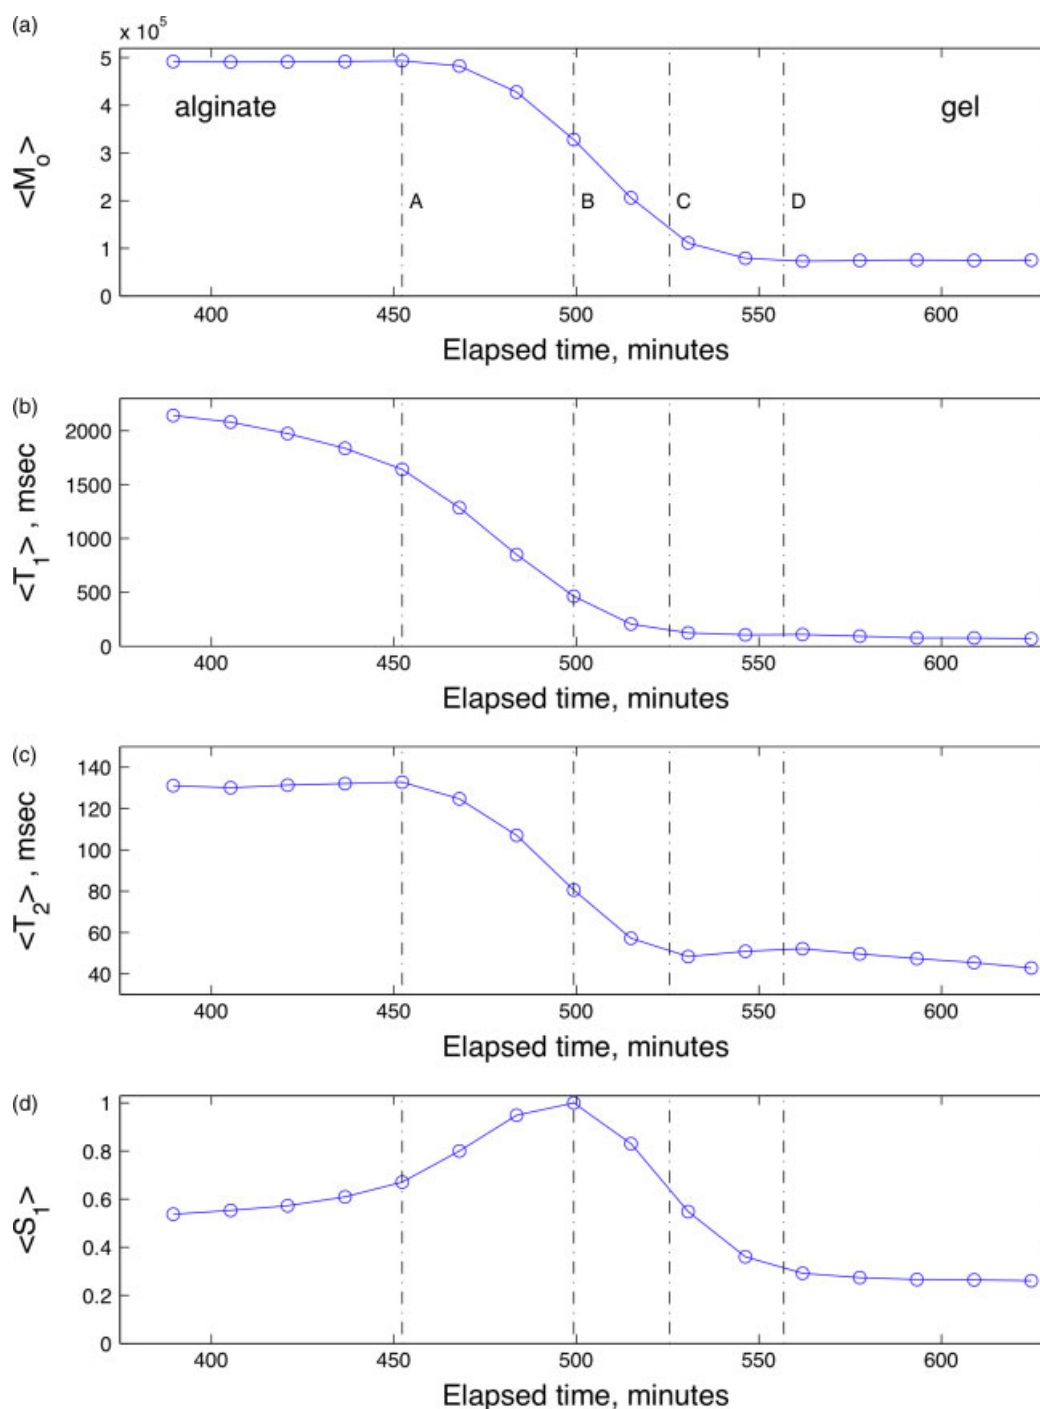 (a)
x 10^5
5
4
3
2
1
0
<M_o>
alginate
gel
A
B
C
D
400
450
500
550
600
Elapsed time, minutes
(b)
2000
1500
1000
500
0
<T_1> , msec
400
450
500
550
600
Elapsed time, minutes
(c)
140
120
100
80
60
40
<T_2> , msec
400
450
500
550
600
Elapsed time, minutes
(d)
1
0.8
0.6
0.4
0.2
0
<S_1>
400
450
500
550
600
Elapsed time, minutes